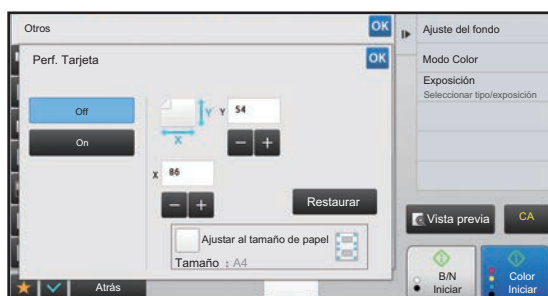 Otros
OK
Perf. Tarjeta
OK
Off
On
Y
Y
54
X
X
86
Restaurar
Ajustar al tamaño de papel
Tamaño : A4
Atrás
Ajuste del fondo
Modo Color
Exposición
Seleccionar tipo/exposición
Vista previa
CA
B/N
Iniciar
Color
Iniciar